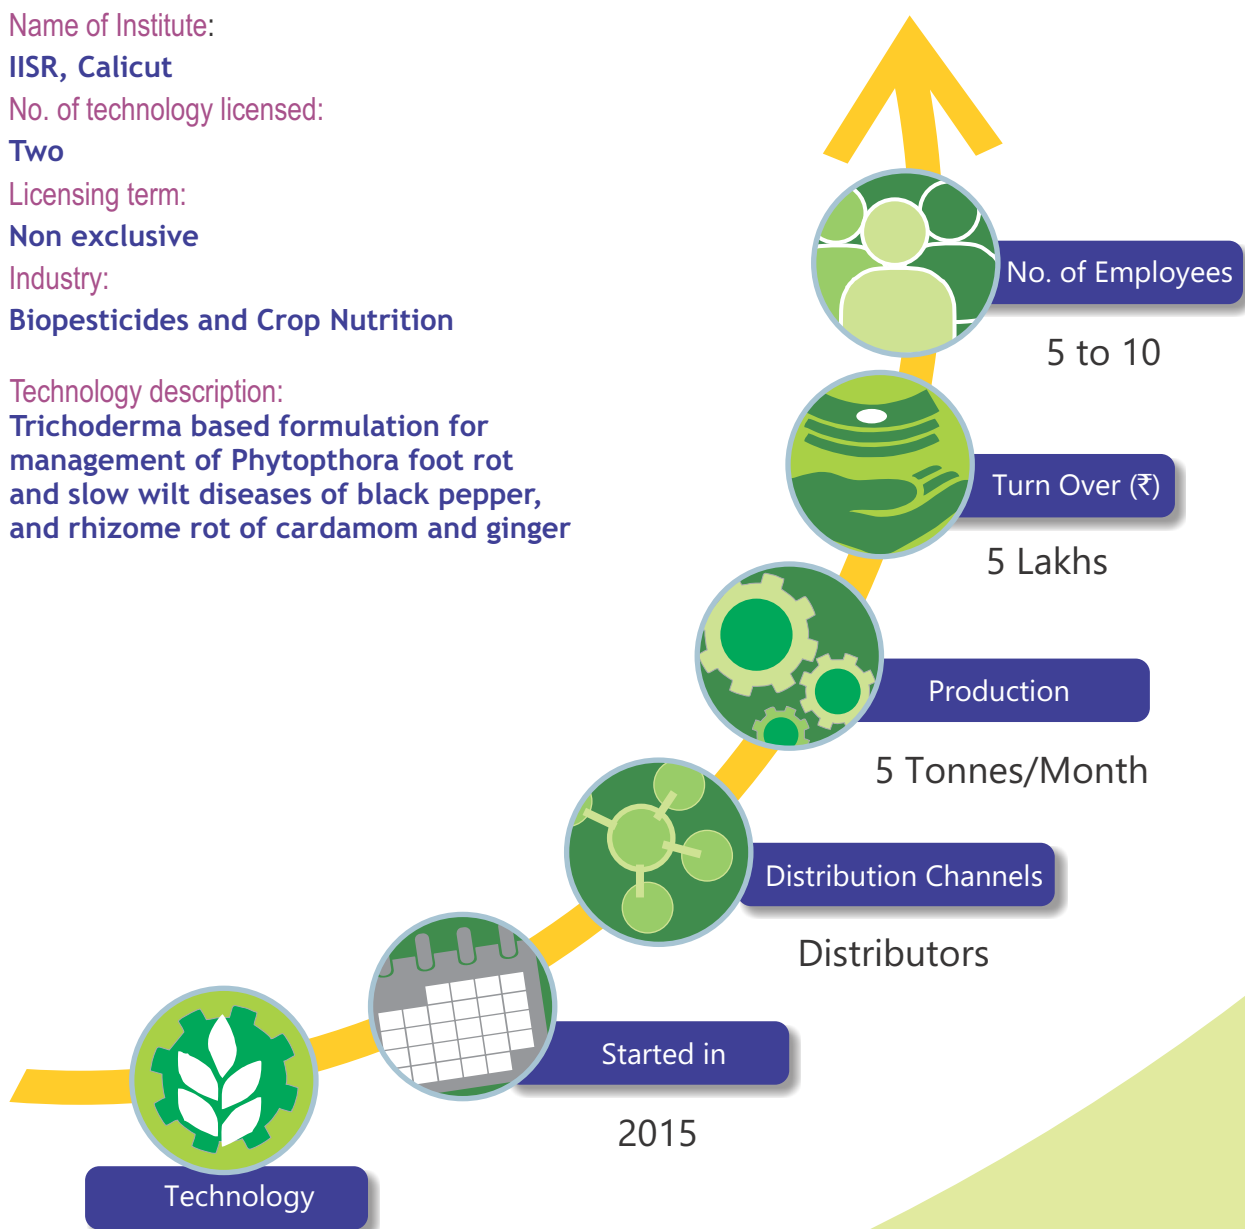 Name of Institute:
IISR, Calicut
No. of technology licensed:
Two
Licensing term:
Non exclusive
Industry:
Biopesticides and Crop Nutrition
Technology description:
Trichoderma based formulation for
management of Phytopthora foot rot
and slow wilt diseases of black pepper,
and rhizome rot of cardamom and ginger
No. of Employees
5 to 10
Turn Over (₹)
5 Lakhs
Production
5 Tonnes/Month
Distribution Channels
Distributors
Started in
2015
Technology